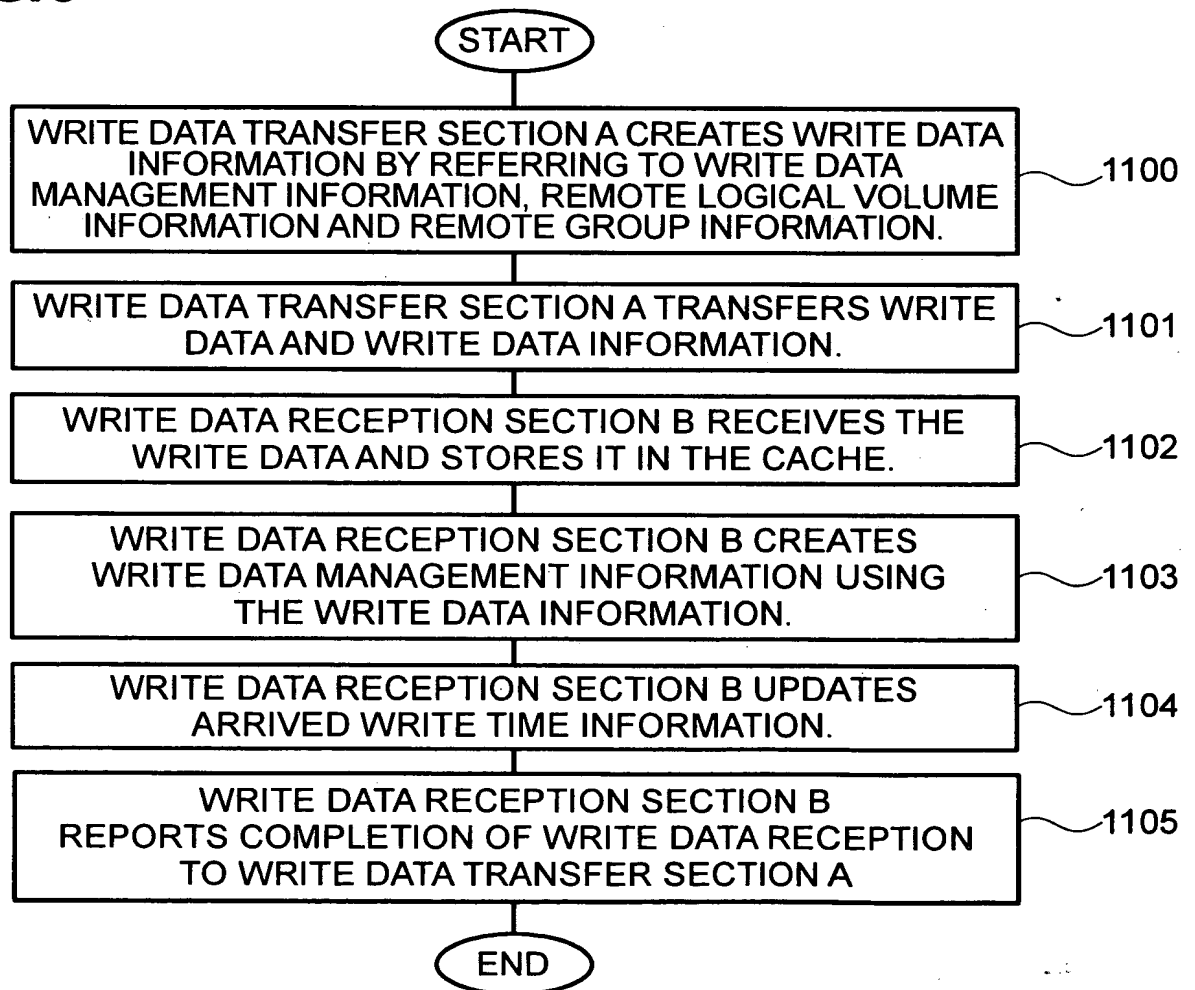 START
WRITE DATA TRANSFER SECTION A CREATES WRITE DATA
INFORMATION BY REFERRING TO WRITE DATA
MANAGEMENT INFORMATION, REMOTE LOGICAL VOLUME
INFORMATION AND REMOTE GROUP INFORMATION.
1100
WRITE DATA TRANSFER SECTION A TRANSFERS WRITE
DATA AND WRITE DATA INFORMATION.
1101
WRITE DATA RECEPTION SECTION B RECEIVES THE
WRITE DATA AND STORES IT IN THE CACHE.
1102
WRITE DATA RECEPTION SECTION B CREATES
WRITE DATA MANAGEMENT INFORMATION USING
THE WRITE DATA INFORMATION.
1103
WRITE DATA RECEPTION SECTION B UPDATES
ARRIVED WRITE TIME INFORMATION.
1104
WRITE DATA RECEPTION SECTION B
REPORTS COMPLETION OF WRITE DATA RECEPTION
TO WRITE DATA TRANSFER SECTION A
1105
END